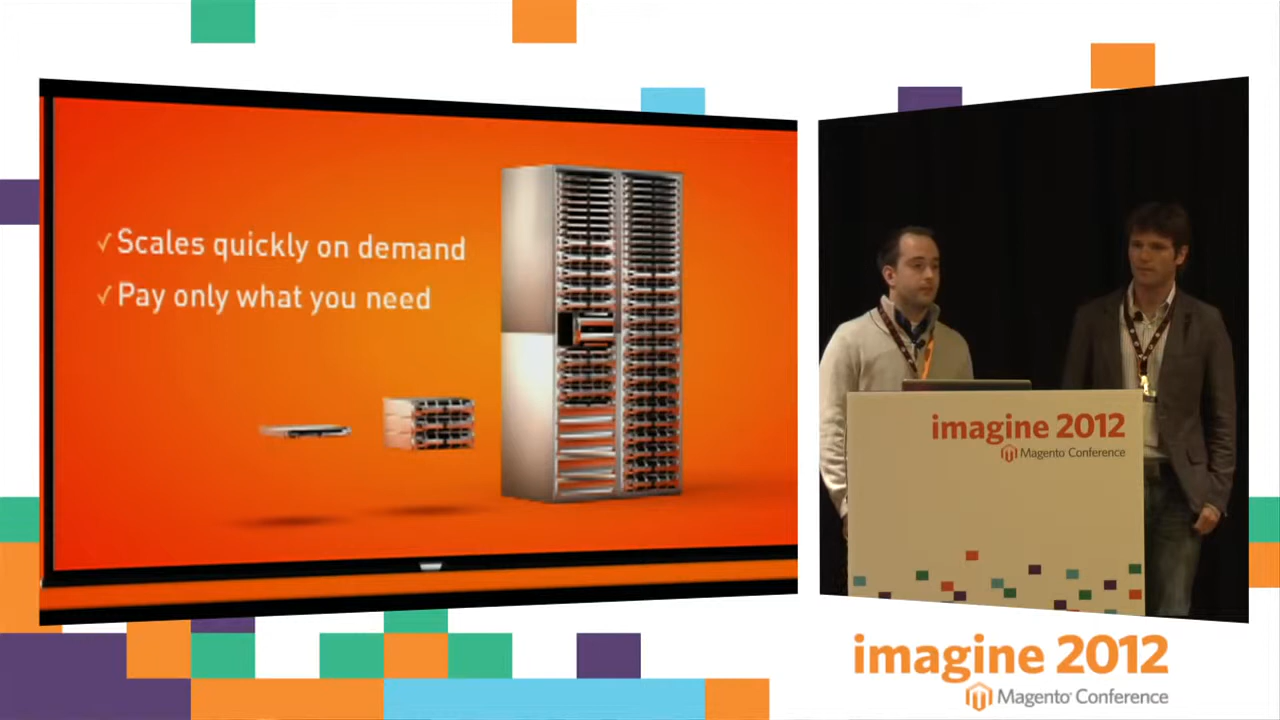 ✓ Scales quickly on demand
✓ Pay only what you need
imagine 2012
Magento Conference
imagine 2012
Magento Conference